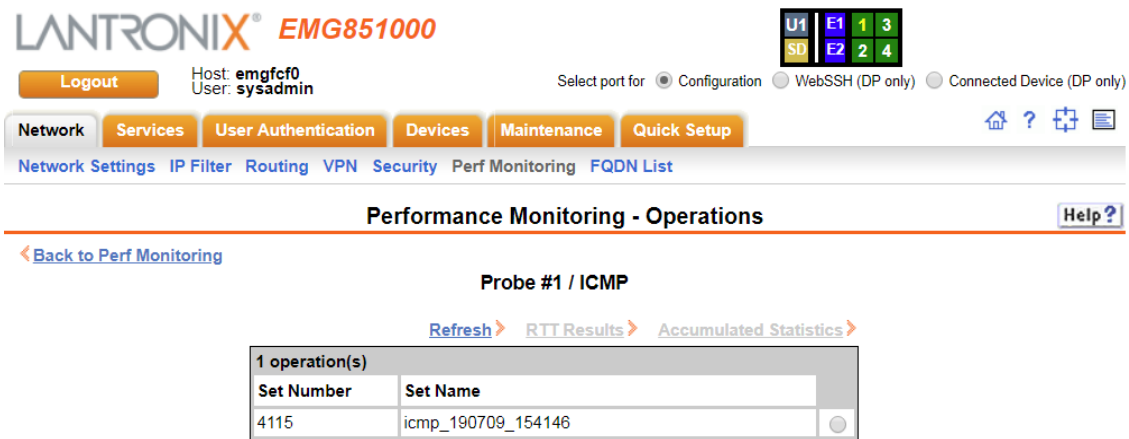 LANTRONIX® EMG851000
U1 E1 1 3
SD E2 2 4
Logout
Host: emgfcf0
User: sysadmin
Select port for Configuration WebSSH (DP only) Connected Device (DP only)
Network Services User Authentication Devices Maintenance Quick Setup
?
Network Settings IP Filter Routing VPN Security Perf Monitoring FQDN List
Performance Monitoring - Operations
Help?
Back to Perf Monitoring
Probe #1 / ICMP
Refresh RTT Results Accumulated Statistics
1 operation(s)
Set Number Set Name
4115 icmp_190709_154146